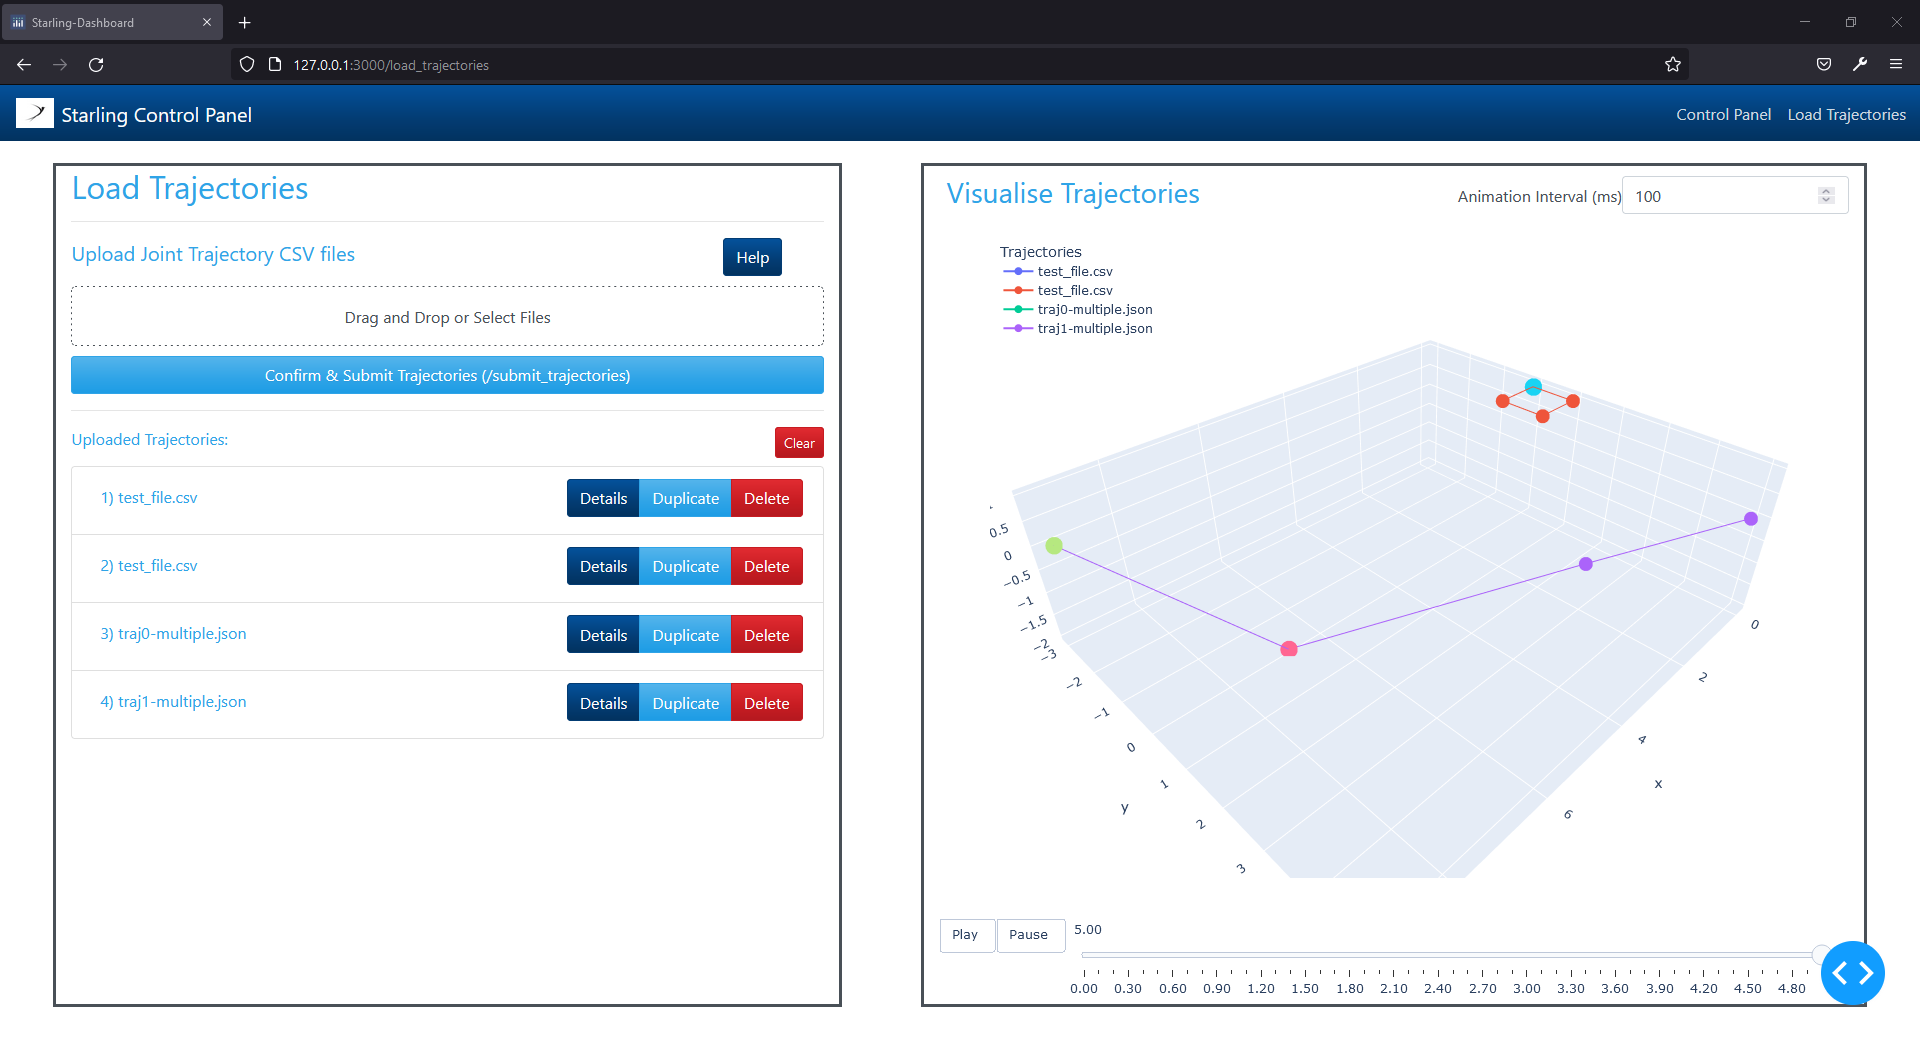 Starling-Dashboard
127.0.0.1:3000/load_trajectories
Starling Control Panel
Control Panel Load Trajectories
Load Trajectories
Upload Joint Trajectory CSV files
Help
Drag and Drop or Select Files
Confirm & Submit Trajectories (/submit_trajectories)
Uploaded Trajectories:
Clear
1) test_file.csv Details Duplicate Delete
2) test_file.csv Details Duplicate Delete
3) traj0-multiple.json Details Duplicate Delete
4) traj1-multiple.json Details Duplicate Delete
Visualise Trajectories
Animation Interval (ms) 100
Trajectories
test_file.csv
test_file.csv
traj0-multiple.json
traj1-multiple.json
0.5
0
−0.5
−1
−1.5
−2
−3
−2
−1
0
1
2
3
y
0
2
4
6
x
Play Pause 5.00
0.00 0.30 0.60 0.90 1.20 1.50 1.80 2.10 2.40 2.70 3.00 3.30 3.60 3.90 4.20 4.50 4.80